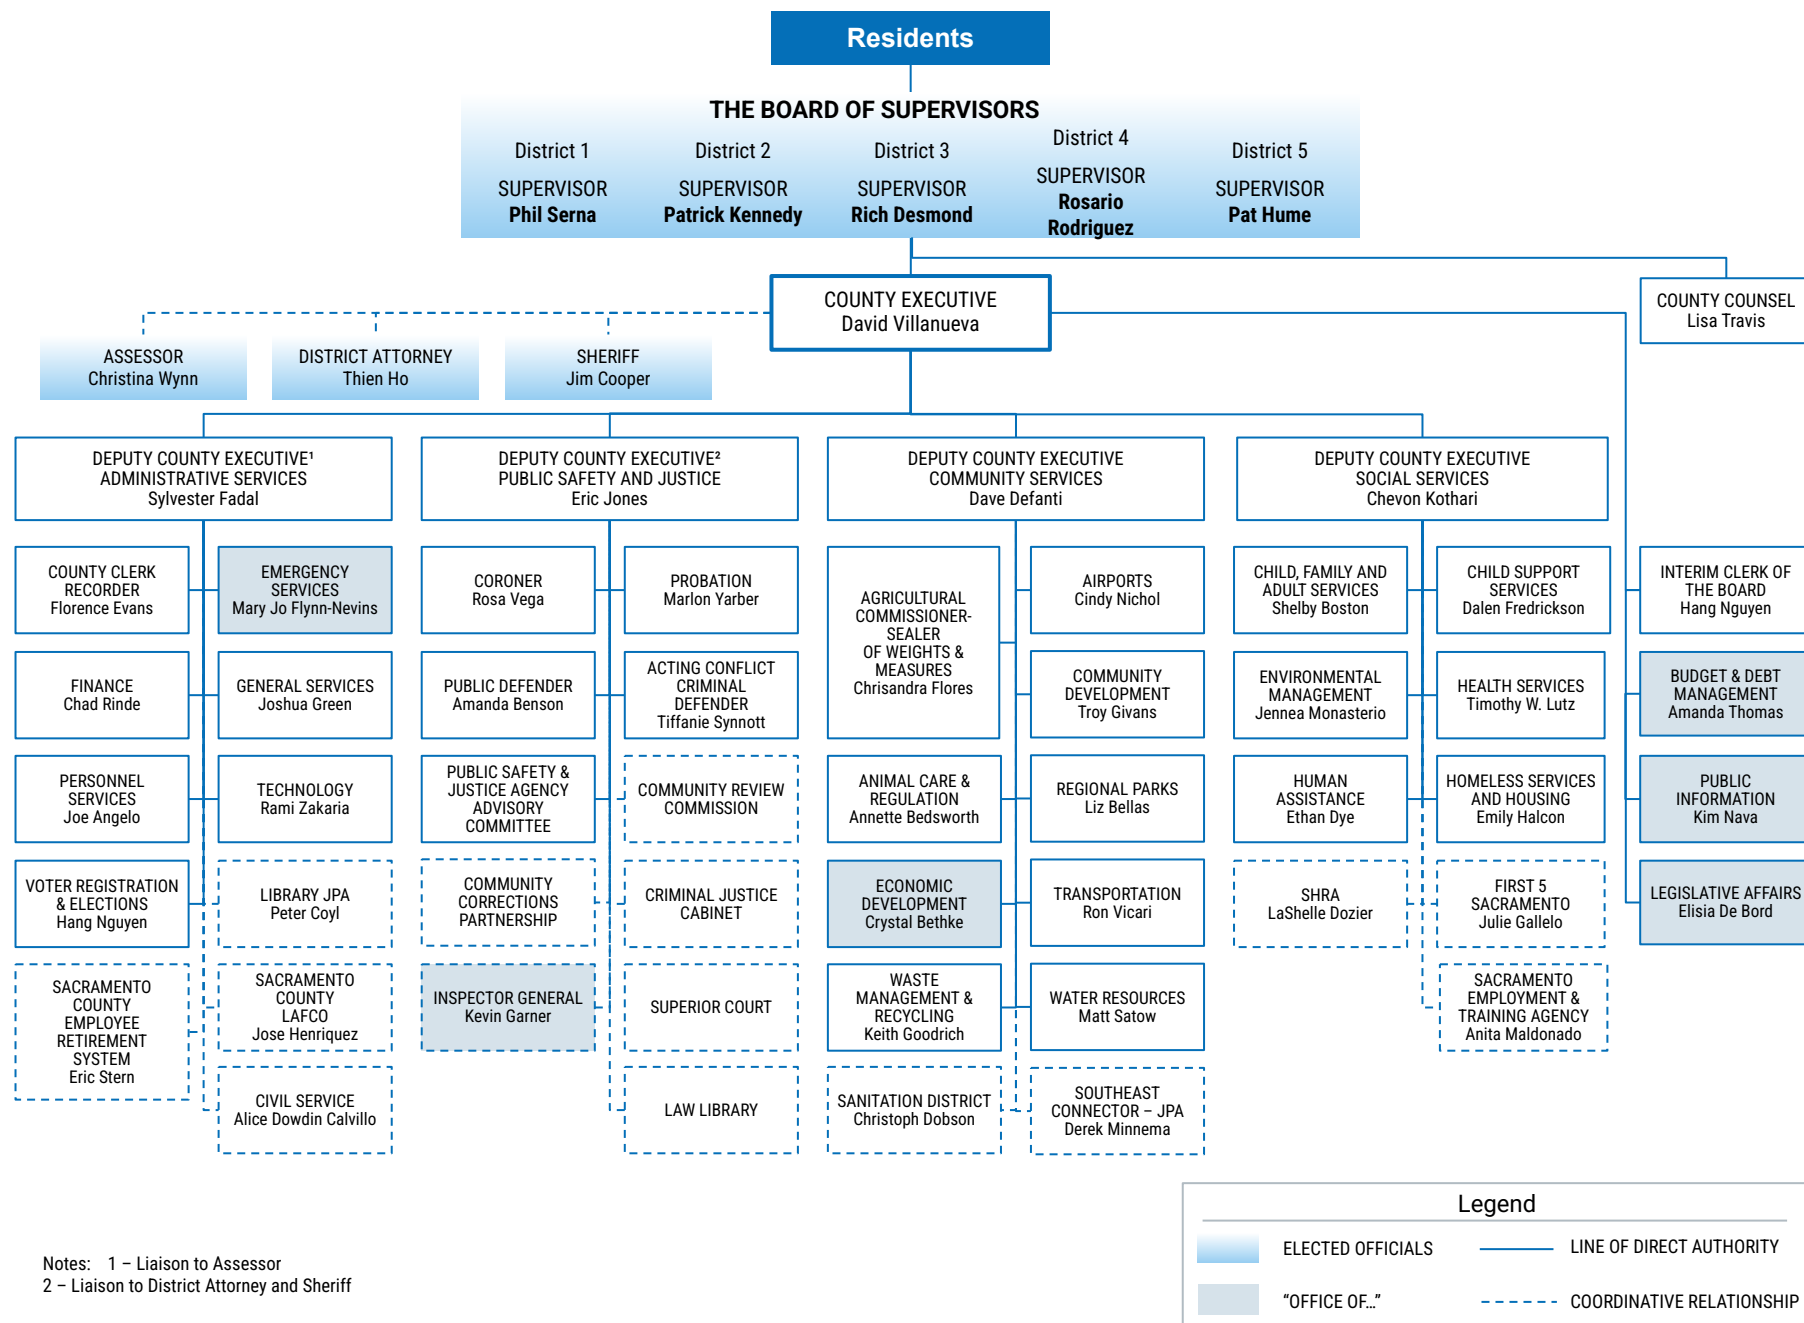 Residents
THE BOARD OF SUPERVISORS
District 1
SUPERVISOR
Phil Serna
District 2
SUPERVISOR
Patrick Kennedy
District 3
SUPERVISOR
Rich Desmond
District 4
SUPERVISOR
Rosario
Rodriguez
District 5
SUPERVISOR
Pat Hume
COUNTY EXECUTIVE
David Villanueva
COUNTY COUNSEL
Lisa Travis
ASSESSOR
Christina Wynn
DISTRICT ATTORNEY
Thien Ho
SHERIFF
Jim Cooper
DEPUTY COUNTY EXECUTIVE¹
ADMINISTRATIVE SERVICES
Sylvester Fadal
DEPUTY COUNTY EXECUTIVE²
PUBLIC SAFETY AND JUSTICE
Eric Jones
DEPUTY COUNTY EXECUTIVE
COMMUNITY SERVICES
Dave Defanti
DEPUTY COUNTY EXECUTIVE
SOCIAL SERVICES
Chevon Kothari
COUNTY CLERK
RECORDER
Florence Evans
EMERGENCY
SERVICES
Mary Jo Flynn-Nevins
FINANCE
Chad Rinde
GENERAL SERVICES
Joshua Green
PERSONNEL
SERVICES
Joe Angelo
TECHNOLOGY
Rami Zakaria
VOTER REGISTRATION
& ELECTIONS
Hang Nguyen
LIBRARY JPA
Peter Coyl
SACRAMENTO
COUNTY
EMPLOYEE
RETIREMENT
SYSTEM
Eric Stern
SACRAMENTO
COUNTY
LAFCO
Jose Henriquez
CIVIL SERVICE
Alice Dowdin Calvillo
CORONER
Rosa Vega
PROBATION
Marlon Yarber
PUBLIC DEFENDER
Amanda Benson
ACTING CONFLICT
CRIMINAL
DEFENDER
Tiffanie Synnott
PUBLIC SAFETY &
JUSTICE AGENCY
ADVISORY
COMMITTEE
COMMUNITY REVIEW
COMMISSION
COMMUNITY
CORRECTIONS
PARTNERSHIP
CRIMINAL JUSTICE
CABINET
INSPECTOR GENERAL
Kevin Garner
SUPERIOR COURT
LAW LIBRARY
AGRICULTURAL
COMMISSIONER-
SEALER
OF WEIGHTS &
MEASURES
Chrisandra Flores
AIRPORTS
Cindy Nichol
COMMUNITY
DEVELOPMENT
Troy Givans
ANIMAL CARE &
REGULATION
Annette Bedsworth
REGIONAL PARKS
Liz Bellas
ECONOMIC
DEVELOPMENT
Crystal Bethke
TRANSPORTATION
Ron Vicari
WASTE
MANAGEMENT &
RECYCLING
Keith Goodrich
WATER RESOURCES
Matt Satow
SANITATION DISTRICT
Christoph Dobson
SOUTHEAST
CONNECTOR – JPA
Derek Minnema
CHILD, FAMILY AND
ADULT SERVICES
Shelby Boston
CHILD SUPPORT
SERVICES
Dalen Fredrickson
ENVIRONMENTAL
MANAGEMENT
Jennea Monasterio
HEALTH SERVICES
Timothy W. Lutz
HUMAN
ASSISTANCE
Ethan Dye
HOMELESS SERVICES
AND HOUSING
Emily Halcon
SHRA
LaShelle Dozier
FIRST 5
SACRAMENTO
Julie Gallelo
SACRAMENTO
EMPLOYMENT &
TRAINING AGENCY
Anita Maldonado
INTERIM CLERK OF
THE BOARD
Hang Nguyen
BUDGET & DEBT
MANAGEMENT
Amanda Thomas
PUBLIC
INFORMATION
Kim Nava
LEGISLATIVE AFFAIRS
Elisia De Bord
Notes: 1 – Liaison to Assessor
2 – Liaison to District Attorney and Sheriff
Legend
ELECTED OFFICIALS
LINE OF DIRECT AUTHORITY
“OFFICE OF…”
COORDINATIVE RELATIONSHIP